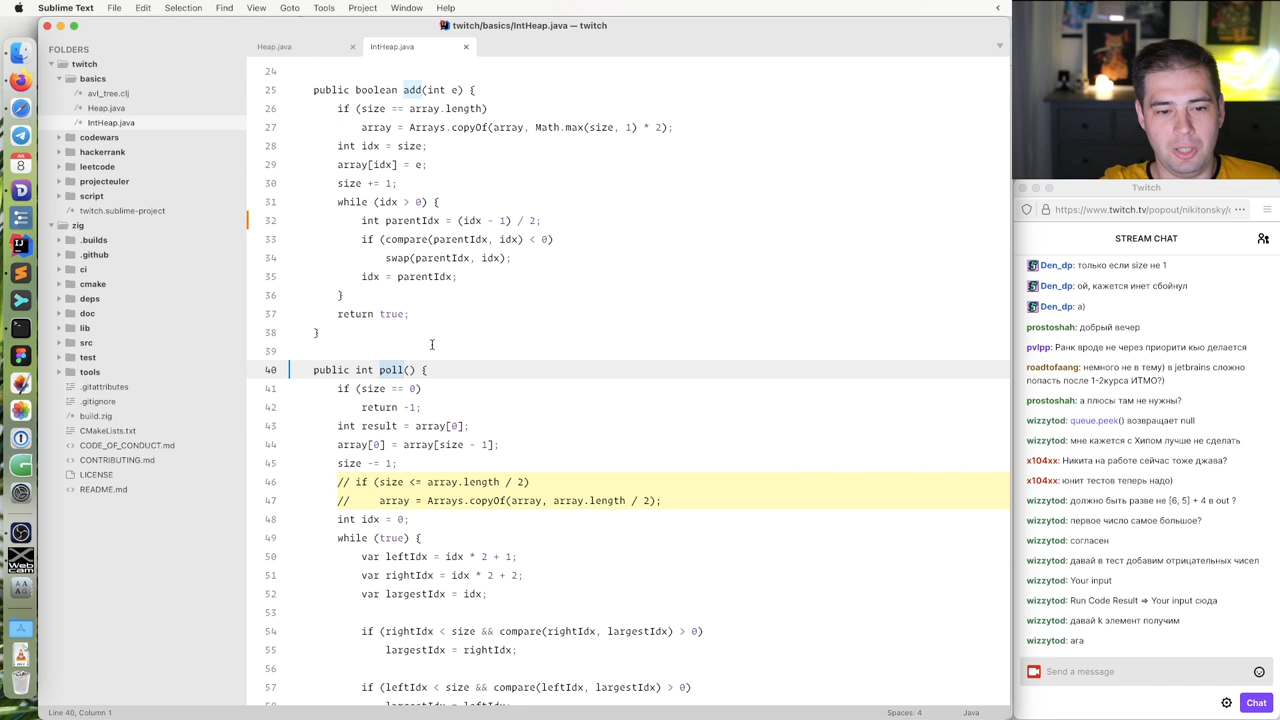 Sublime Text File Edit Selection Find View Goto Tools Project Window Help
twitch/basics/IntHeap.java — twitch
FOLDERS
twitch
basics
avl_tree.clj
Heap.java
IntHeap.java
codewars
hackerrank
leetcode
projecteuler
script
twitch.sublime-project
zig
.builds
.github
ci
cmake
deps
doc
lib
src
test
tools
.gitattributes
.gitignore
build.zig
CMakeLists.txt
CODE_OF_CONDUCT.md
CONTRIBUTING.md
LICENSE
README.md
Heap.java
IntHeap.java
24
25 public boolean add(int e) {
26 if (size == array.length)
27 array = Arrays.copyOf(array, Math.max(size, 1) * 2);
28 int idx = size;
29 array[idx] = e;
30 size += 1;
31 while (idx > 0) {
32 int parentIdx = (idx - 1) / 2;
33 if (compare(parentIdx, idx) < 0)
34 swap(parentIdx, idx);
35 idx = parentIdx;
36 }
37 return true;
38 }
39
40 public int poll() {
41 if (size == 0)
42 return -1;
43 int result = array[0];
44 array[0] = array[size - 1];
45 size -= 1;
46 // if (size <= array.length / 2)
47 // array = Arrays.copyOf(array, array.length / 2);
48 int idx = 0;
49 while (true) {
50 var leftIdx = idx * 2 + 1;
51 var rightIdx = idx * 2 + 2;
52 var largestIdx = idx;
53
54 if (rightIdx < size && compare(rightIdx, largestIdx) > 0)
55 largestIdx = rightIdx;
56
57 if (leftIdx < size && compare(leftIdx, largestIdx) > 0)
Line 40, Column 1
Spaces: 4
Java
Twitch
https://www.twitch.tv/popout/nikitonsky/
STREAM CHAT
Den_dp: только если size не 1
Den_dp: ой, кажется инет сбойнул
Den_dp: а)
prostoshah: добрый вечер
pvlpp: Ранк вроде не через приорити кью делается
roadtofaang: немного не в тему) в jetbrains сложно
попасть после 1-2курса ИТМО?)
prostoshah: а плюсы там не нужны?
wizzytod: queue.peek() возвращает null
wizzytod: мне кажется с Хипом лучше не сделать
x104xx: Никита на работе сейчас тоже джава?
x104xx: юнит тестов теперь надо)
wizzytod: должно быть разве не [6, 5] + 4 в out ?
wizzytod: первое число самое большое?
wizzytod: согласен
wizzytod: давай в тест добавим отрицательных чисел
wizzytod: Your input
wizzytod: Run Code Result => Your input сюда
wizzytod: давай k элемент получим
wizzytod: ага
Send a message
Chat